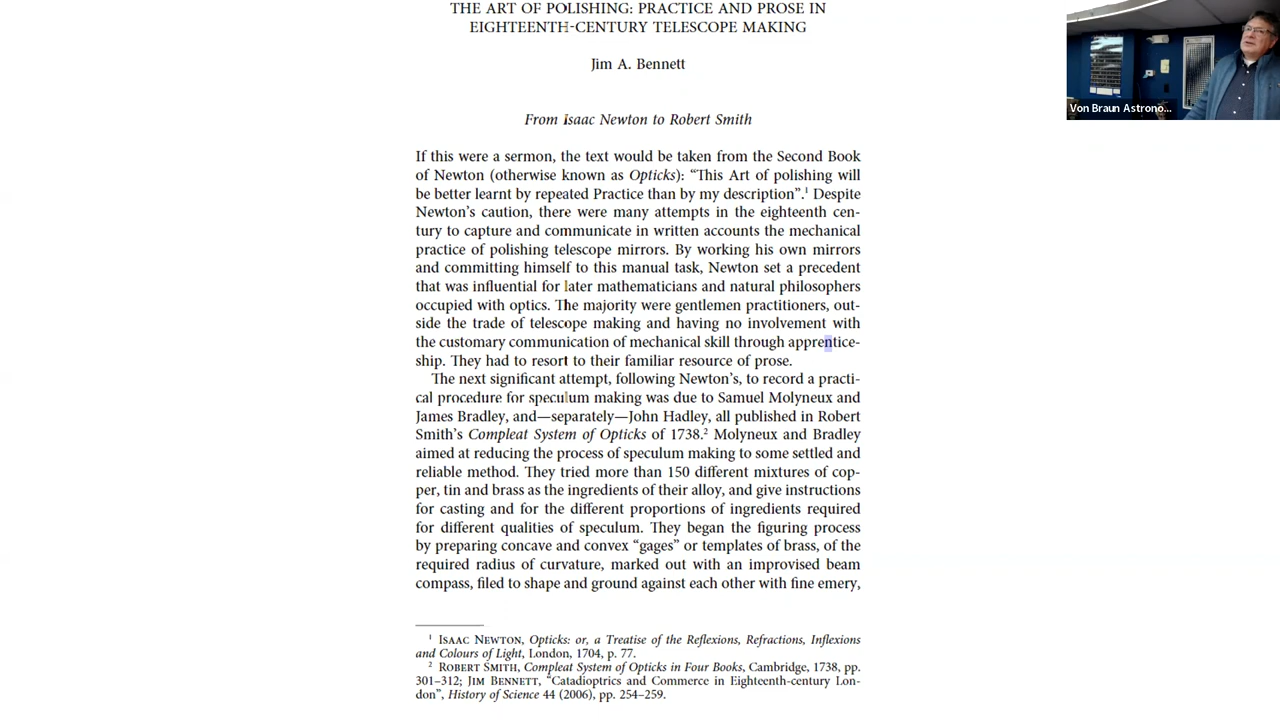 THE ART OF POLISHING: PRACTICE AND PROSE IN
EIGHTEENTH-CENTURY TELESCOPE MAKING
Jim A. Bennett
From Isaac Newton to Robert Smith
If this were a sermon, the text would be taken from the Second Book
of Newton (otherwise known as Opticks): “This Art of polishing will
be better learnt by repeated Practice than by my description”.1 Despite
Newton’s caution, there were many attempts in the eighteenth cen-
tury to capture and communicate in written accounts the mechanical
practice of polishing telescope mirrors. By working his own mirrors
and committing himself to this manual task, Newton set a precedent
that was influential for later mathematicians and natural philosophers
occupied with optics. The majority were gentlemen practitioners, out-
side the trade of telescope making and having no involvement with
the customary communication of mechanical skill through apprentice-
ship. They had to resort to their familiar resource of prose.
The next significant attempt, following Newton’s, to record a practi-
cal procedure for speculum making was due to Samuel Molyneux and
James Bradley, and—separately—John Hadley, all published in Robert
Smith’s Compleat System of Opticks of 1738.2 Molyneux and Bradley
aimed at reducing the process of speculum making to some settled and
reliable method. They tried more than 150 different mixtures of cop-
per, tin and brass as the ingredients of their alloy, and give instructions
for casting and for the different proportions of ingredients required
for different qualities of speculum. They began the figuring process
by preparing concave and convex “gages” or templates of brass, of the
required radius of curvature, marked out with an improvised beam
compass, filed to shape and ground against each other with fine emery,
1 ISAAC NEWTON, Opticks: or, a Treatise of the Reflexions, Refractions, Inflexions
and Colours of Light, London, 1704, p. 77.
2 ROBERT SMITH, Compleat System of Opticks in Four Books, Cambridge, 1738, pp.
301–312; JIM BENNETT, “Catadioptrics and Commerce in Eighteenth-century Lon-
don”, History of Science 44 (2006), pp. 254–259.
Von Braun Astrono...